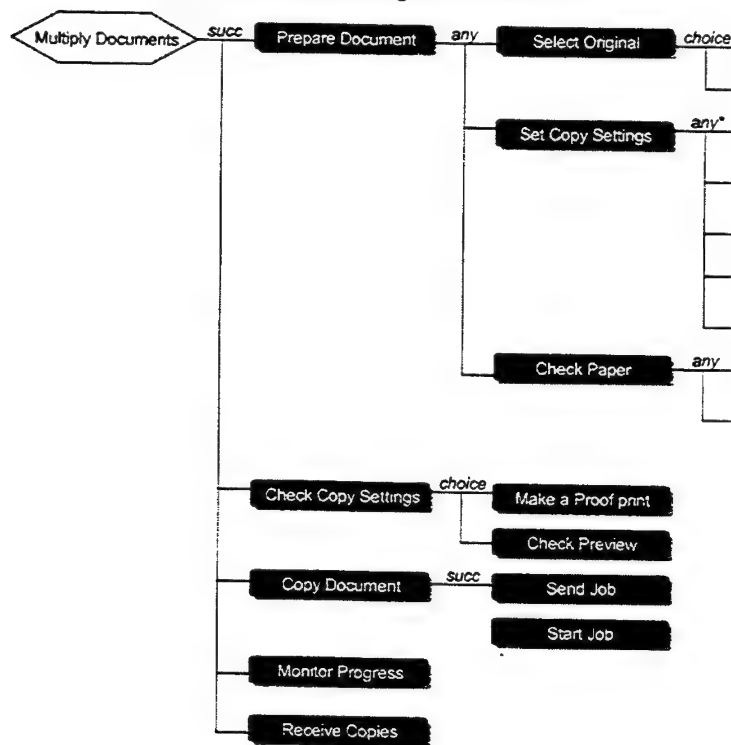 Multiply Documents
succ
Prepare Document
any
Select Original
choice
Set Copy Settings
any*
Check Paper
any
Check Copy Settings
choice
Make a Proof print
Check Preview
Copy Document
succ
Send Job
Start Job
Monitor Progress
Receive Copies